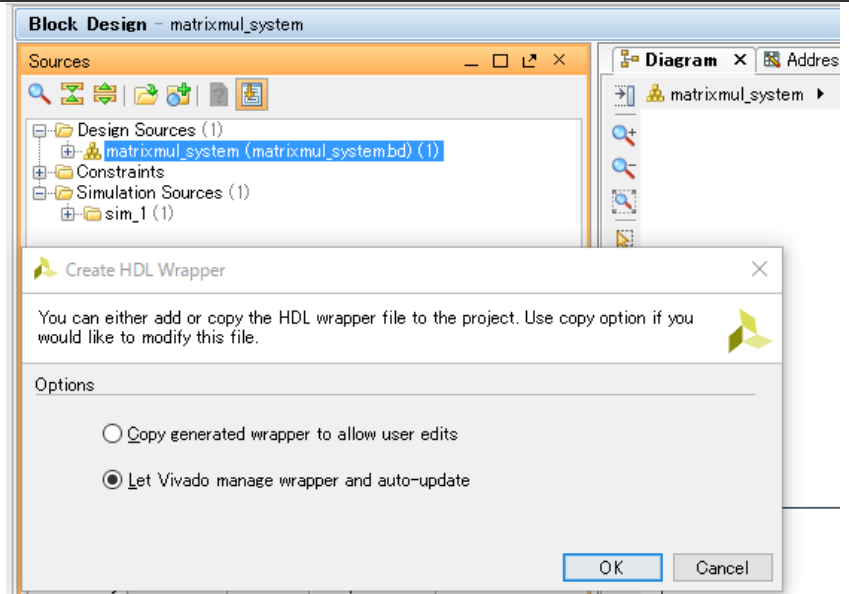 Block Design - matrixmul_system
Sources
Diagram
Addres
matrixmul_system
Design Sources (1)
matrixmul_system (matrixmul_system.bd) (1)
Constraints
Simulation Sources (1)
sim_1 (1)
Create HDL Wrapper
You can either add or copy the HDL wrapper file to the project. Use copy option if you
would like to modify this file.
Options
Copy generated wrapper to allow user edits
Let Vivado manage wrapper and auto-update
OK
Cancel